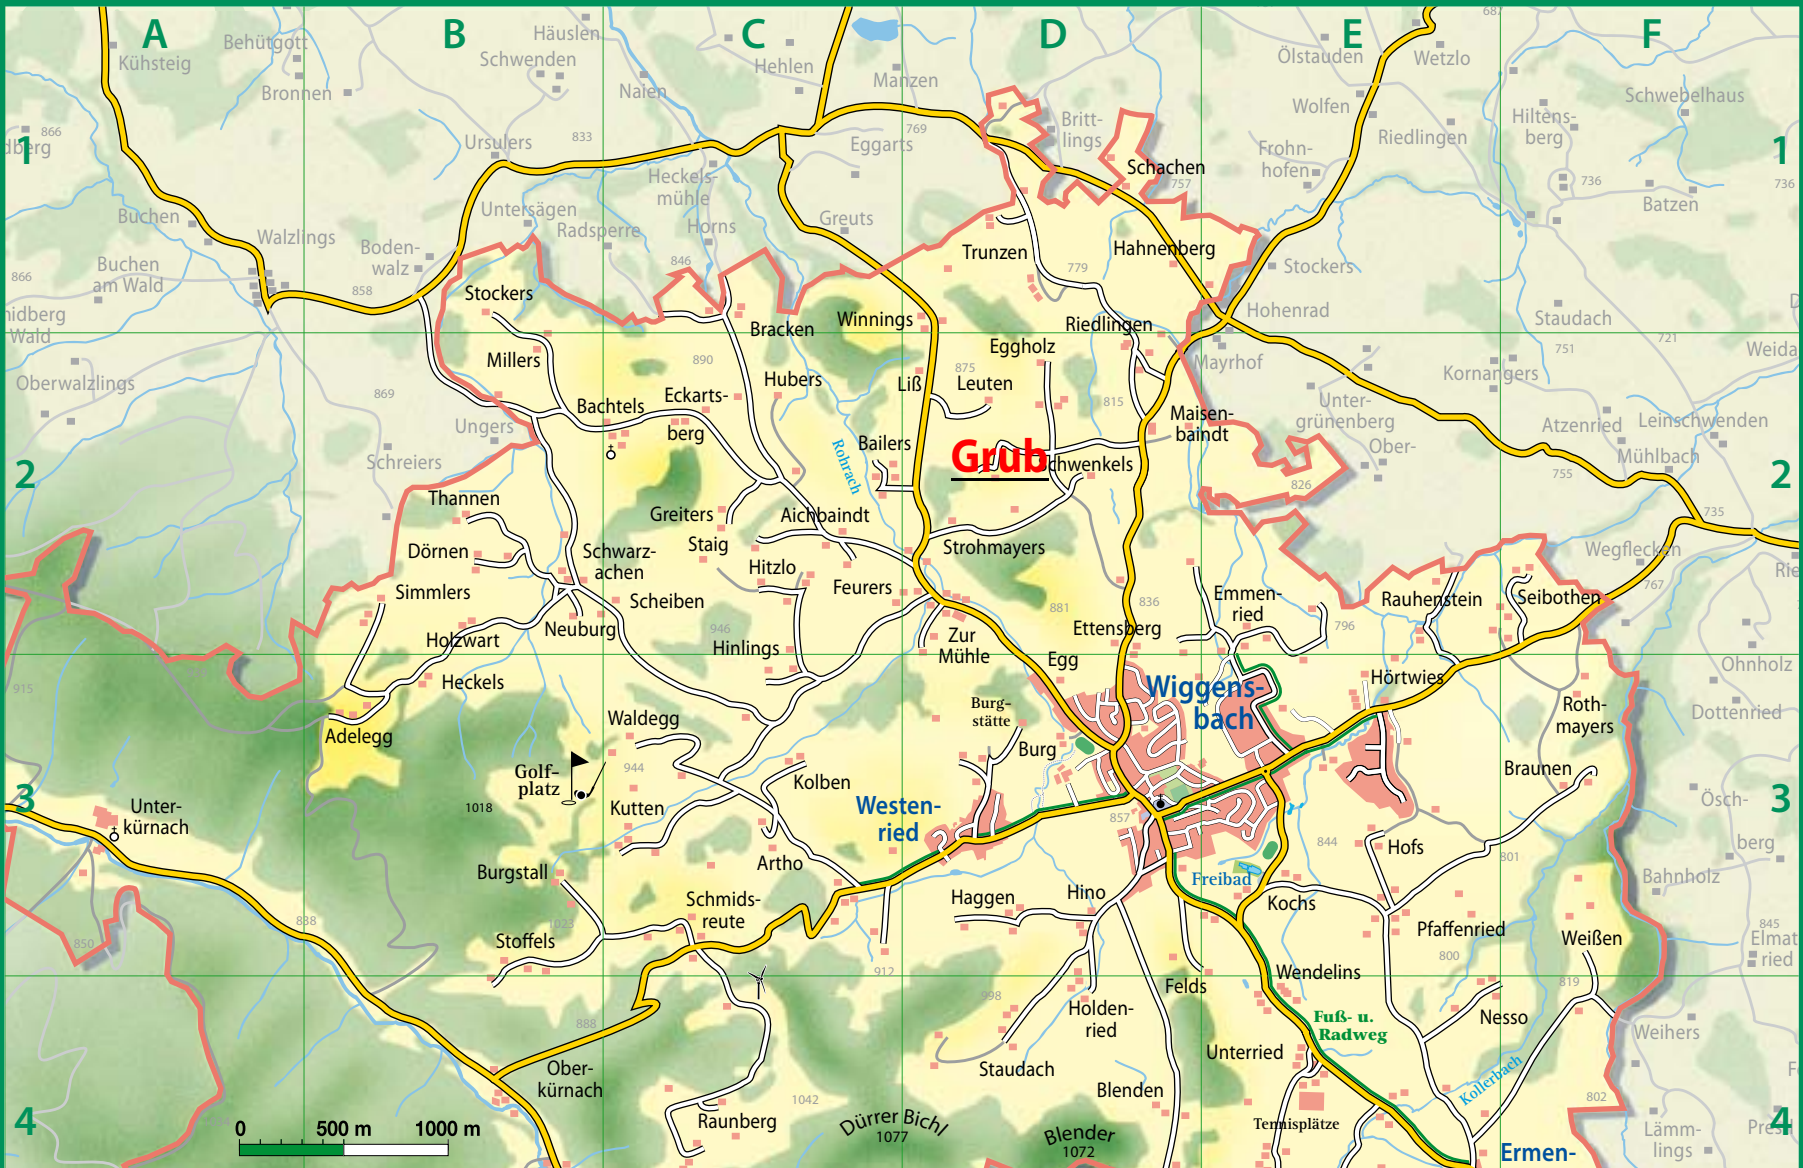 A
B
C
D
E
F
Kühsteig
Behütgott
Bronnen
Häuslen
Schwenden
Naien
Hehlen
Manzen
Ölstauden
Wetzlo
687
Schwebelhaus
Wolfen
Riedlingen
Hiltens-
berg
866
dberg
1
Ursulers
833
769
Eggarts
Britt-
lings
Schachen
757
Frohn-
hofen
736
1
736
Batzen
Heckels-
mühle
Untersägen
Radsperre
Horns
Greuts
Buchen
Walzlings
Boden-
walz
Buchen
am Wald
866
858
846
Trunzen
779
Hahnenberg
Stockers
Stockers
nidberg
Wald
Bracken
Winnings
Riedlingen
Hohenrad
Staudach
Millers
890
Eggholz
875
Leuten
Liß
Hubers
Mayrhof
751
721
Weida
Kornangers
Oberwalzlings
869
Eckarts-
berg
Bachtels
815
Maisen-
baindt
Unter-
grünenberg
Ober-
Atzenried
Leinschwenden
Mühlbach
Ungers
Schreiers
Bailers
Rohrach
Grub
Schwenkels
2
2
826
755
735
Thannen
Greiters
Aichbaindt
Staig
Strohmayers
Dörnen
Schwarz-
achen
Hitzlo
Feurers
Wegflecken
767
Rie
Simmlers
Scheiben
Emmen-
ried
Rauhenstein
Seibothen
881
836
796
Neuburg
Holzwart
946
Hinlings
Zur
Mühle
Ettensberg
Egg
Ohnholz
915
Heckels
Hörtwies
Wiggens-
bach
Waldegg
Burg-
stätte
Burg
Roth-
mayers
Dottenried
Adelegg
Golf-
platz
944
Kolben
Braunen
3
3
Unter-
kürnach
1018
Kutten
Westen-
ried
857
844
Hofs
801
Ösch-
berg
Artho
Burgstall
Freibad
Bahnholz
Schmids-
reute
Haggen
Hino
Kochs
838
850
1023
Pfaffenried
845
Elmat
ried
Stoffels
Weißen
800
912
Wendelins
819
Felds
998
Holden-
ried
Fuß- u.
Radweg
Nesso
Weihers
888
Unterried
Staudach
Ober-
kürnach
Blenden
Kollerbach
802
1042
4
4
0 500 m 1000 m
Raunberg
Dürrer Bichl
1077
Blender
1072
Tennisplätze
Lämm-
lings
Ermen-